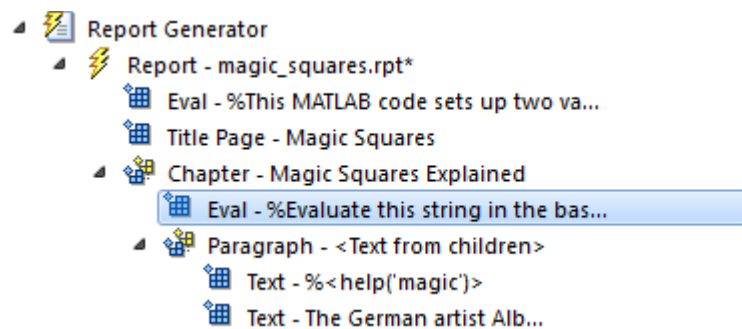 Report Generator
Report - magic_squares.rpt*
Eval - %This MATLAB code sets up two va...
Title Page - Magic Squares
Chapter - Magic Squares Explained
Eval - %Evaluate this string in the bas...
Paragraph - <Text from children>
Text - %<help('magic')>
Text - The German artist Alb...